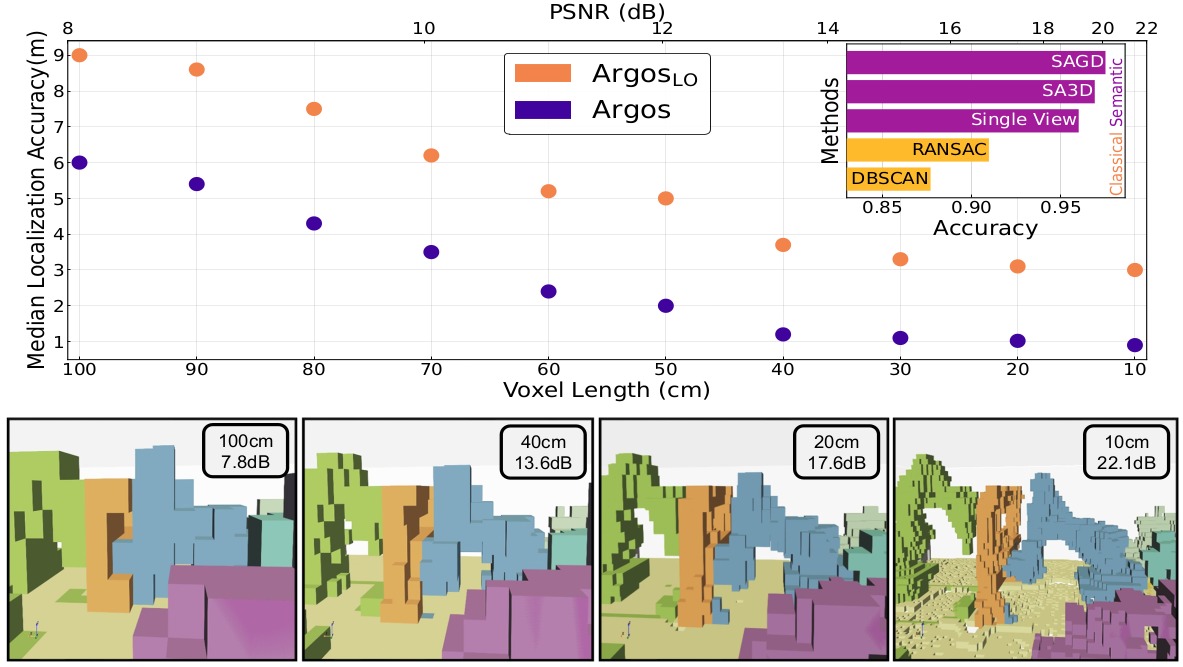 PSNR (dB)
8 10 12 14 16 18 20 22
Median Localization Accuracy(m)
9
8
7
6
5
4
3
2
1
Argos_LO
Argos
Methods
SAGD
SA3D
Single View
RANSAC
DBSCAN
Semantic
Classical
0.85 0.90 0.95
Accuracy
100 90 80 70 60 50 40 30 20 10
Voxel Length (cm)
100cm
7.8dB
40cm
13.6dB
20cm
17.6dB
10cm
22.1dB